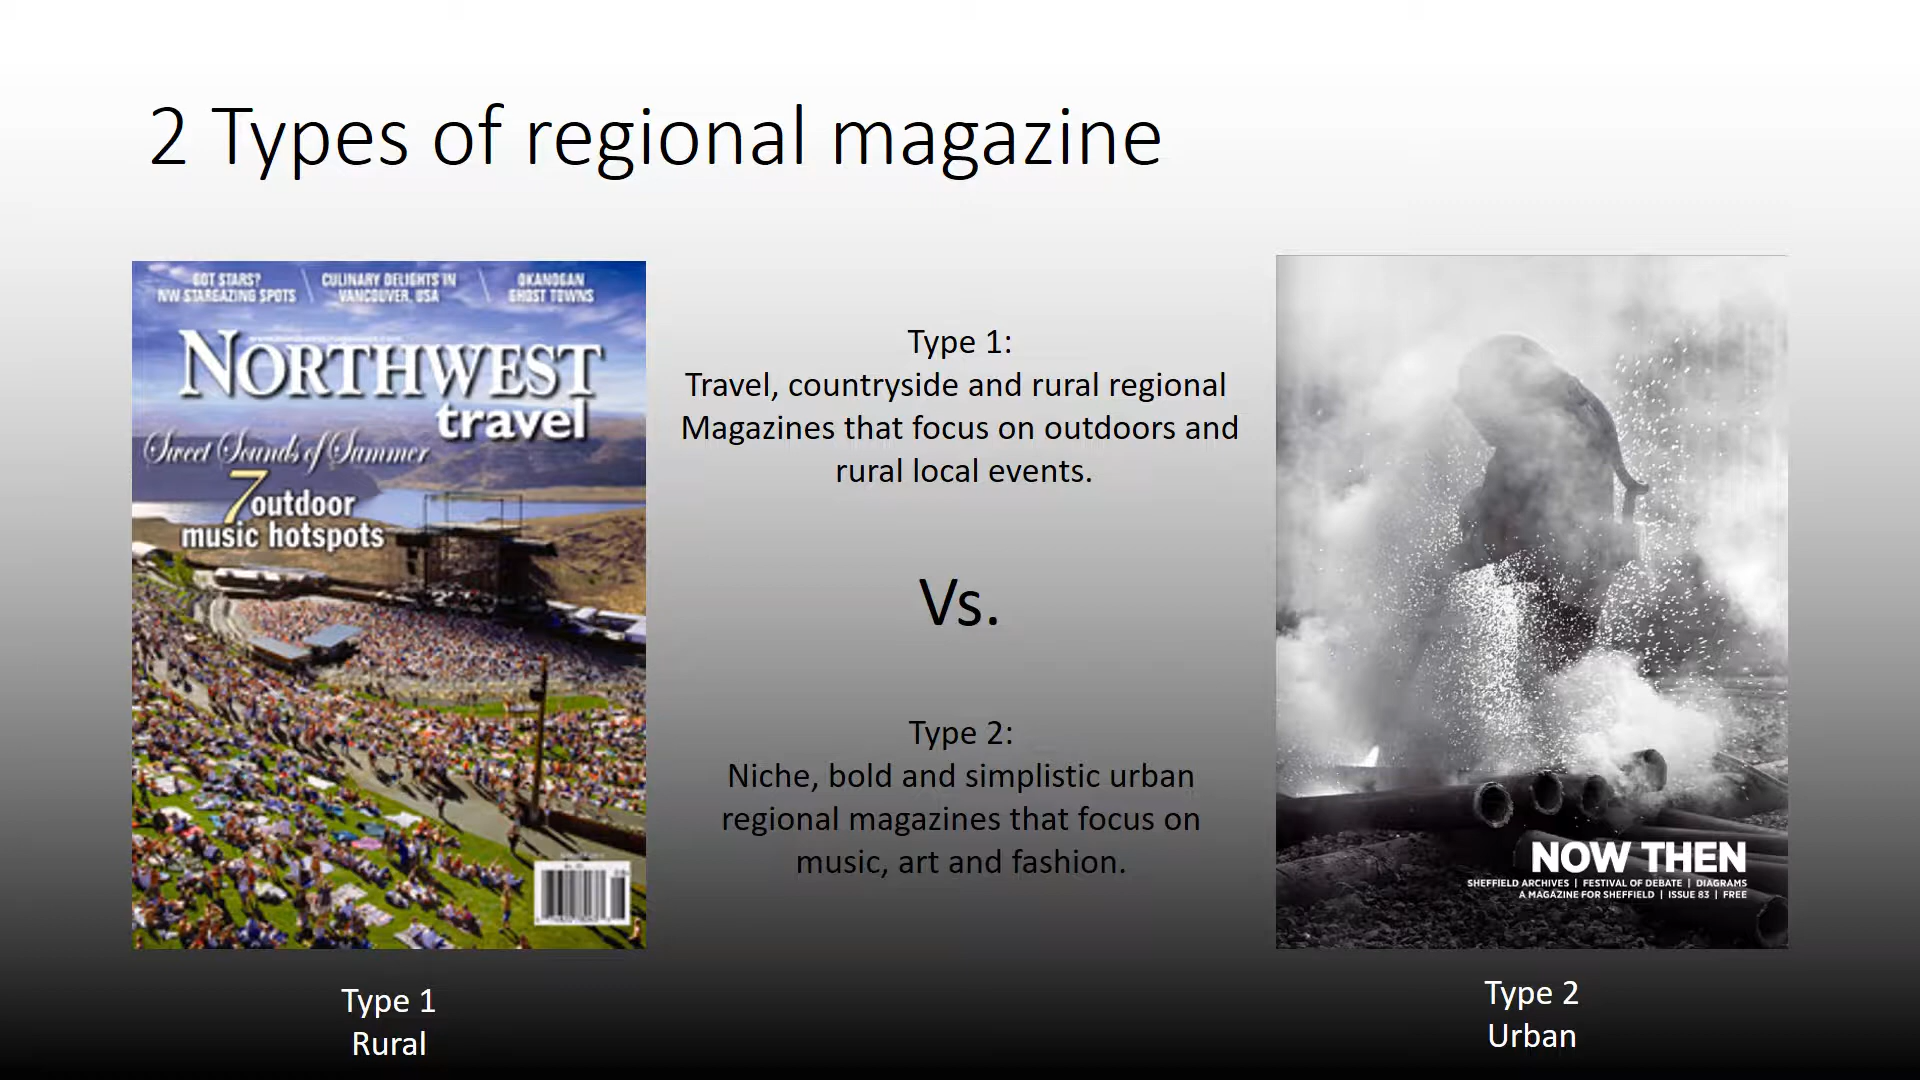 2 Types of regional magazine
GOT STARS?
NW STARGAZING SPOTS
CULINARY DELIGHTS IN
VANCOUVER, USA
OKANOGAN
GHOST TOWNS
NORTHWEST
travel
Sweet Sounds of Summer
7 outdoor
music hotspots
Type 1
Rural
Type 1:
Travel, countryside and rural regional
Magazines that focus on outdoors and
rural local events.
Vs.
Type 2:
Niche, bold and simplistic urban
regional magazines that focus on
music, art and fashion.
NOW THEN
SHEFFIELD ARCHIVES | FESTIVAL OF DEBATE | DIAGRAMS
A MAGAZINE FOR SHEFFIELD | ISSUE 83 | FREE
Type 2
Urban